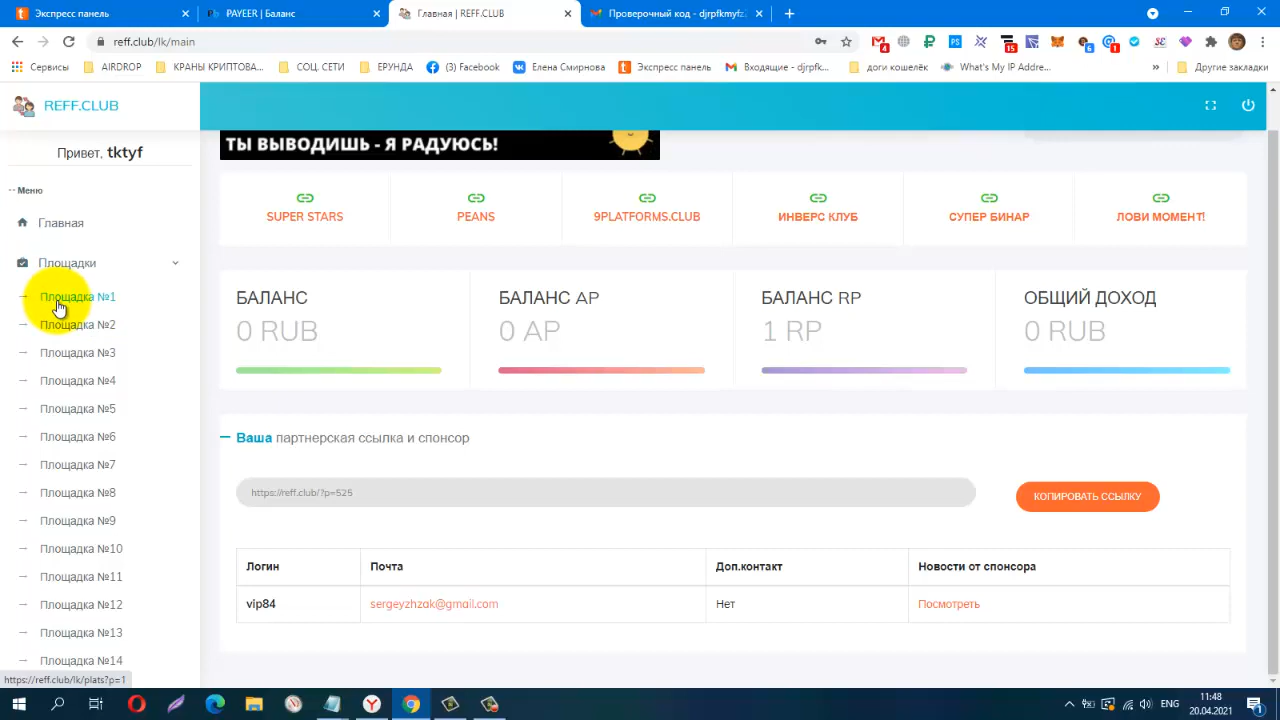 Экспресс панель
PAYEER | Баланс
Главная | REFF.CLUB
Проверочный код - djrpfkmyfz
reff.club/lk/main
Сервисы
AIRDROP
КРАНЫ КРИПТОВА...
СОЦ. СЕТИ
ЕРУНДА
(3) Facebook
Елена Смирнова
Экспресс панель
Входящие - djrpfk...
доги кошелёк
What's My IP Addre...
»
Другие закладки
REFF.CLUB
Привет, tktyf
-- Меню
Главная
Площадки
Площадка №1
Площадка №2
Площадка №3
Площадка №4
Площадка №5
Площадка №6
Площадка №7
Площадка №8
Площадка №9
Площадка №10
Площадка №11
Площадка №12
Площадка №13
Площадка №14
https://reff.club/lk/plats?p=1
ТЫ ВЫВОДИШЬ - Я РАДУЮСЬ!
SUPER STARS
PEANS
9PLATFORMS.CLUB
ИНВЕРС КЛУБ
СУПЕР БИНАР
ЛОВИ МОМЕНТ!
БАЛАНС
0 RUB
БАЛАНС AP
0 AP
БАЛАНС RP
1 RP
ОБЩИЙ ДОХОД
0 RUB
Ваша партнерская ссылка и спонсор
https://reff.club/?p=525
КОПИРОВАТЬ ССЫЛКУ
Логин
Почта
Доп.контакт
Новости от спонсора
vip84
sergeyzhzak@gmail.com
Нет
Посмотреть
ENG
11:48
20.04.2021